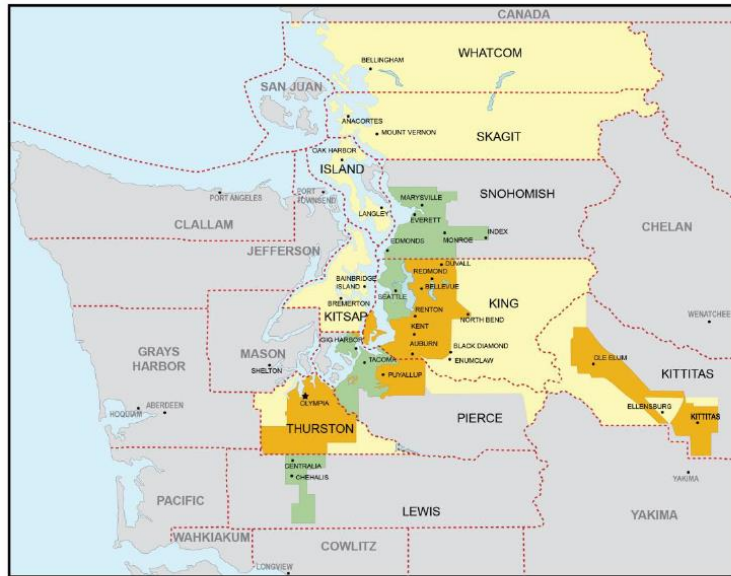 CANADA
WHATCOM
BELLINGHAM
SAN JUAN
ANACORTES
MOUNT VERNON
SKAGIT
OAK HARBOR
ISLAND
PORT ANGELES
PORT
TOWNSEND
CLALLAM
LANGLEY
MARYSVILLE
EVERETT
SNOHOMISH
INDEX
MONROE
EDMONDS
CHELAN
JEFFERSON
DUVALL
REDMOND
BELLEVUE
BAINBRIDGE
ISLAND
SEATTLE
BREMERTON
KITSAP
KING
RENTON
NORTH BEND
KENT
WENATCHEE
GRAYS
HARBOR
MASON
SHELTON
GIG HARBOR
AUBURN
BLACK DIAMOND
ENUMCLAW
TACOMA
PUYALLUP
CLE ELUM
KITTITAS
ELLENSBURG
KITTITAS
ABERDEEN
HOQUIAM
OLYMPIA
THURSTON
PIERCE
CENTRALIA
CHEHALIS
YAKIMA
PACIFIC
LEWIS
YAKIMA
WAHKIAKUM
COWLITZ
LONGVIEW